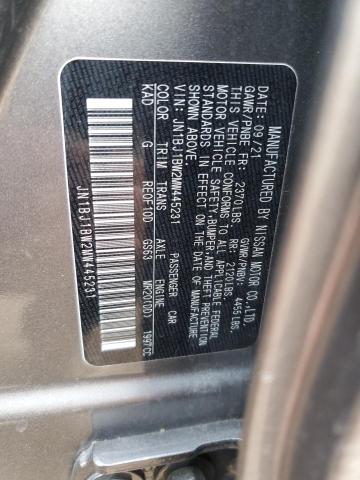 MANUFACTURED BY NISSAN MOTOR CO.,LTD.
DATE: 09/21 GVWR/PNBV: 4455LBS.
GAWR/PNBE FR: 2370LBS RR: 2120LBS.
THIS VEHICLE CONFORMS TO ALL APPLICABLE FEDERAL
MOTOR VEHICLE SAFETY, BUMPER, AND THEFT PREVENTION
STANDARDS IN EFFECT ON THE DATE OF MANUFACTURE
SHOWN ABOVE.
VIN: JN1BJ1BW2MW445231 PASSENGER CAR
COLOR TRIM TRANS AXLE ENGINE
KAD G RE0F10D GS63 MR20(DD) 1997CC
JN1BJ1BW2MW445231